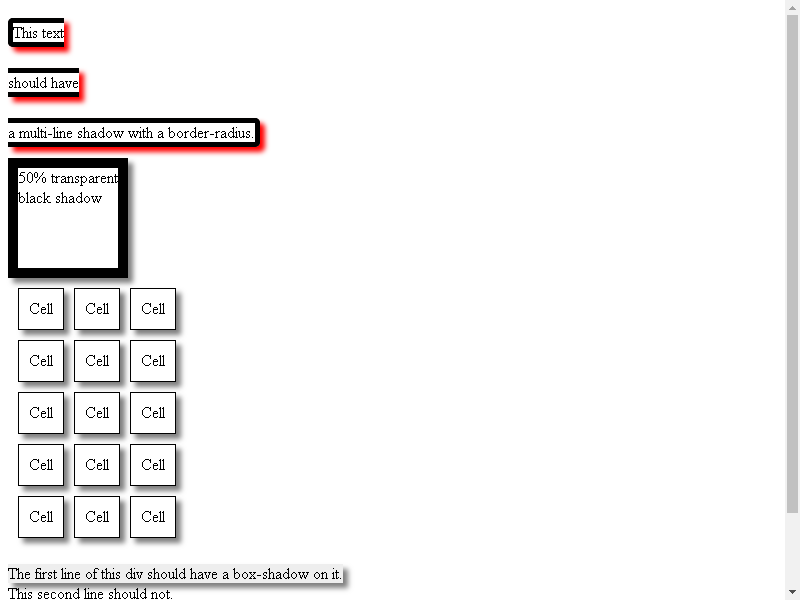 This text
should have
a multi-line shadow with a border-radius.
50% transparent
black shadow
Cell Cell Cell
Cell Cell Cell
Cell Cell Cell
Cell Cell Cell
Cell Cell Cell
The first line of this div should have a box-shadow on it.
This second line should not.